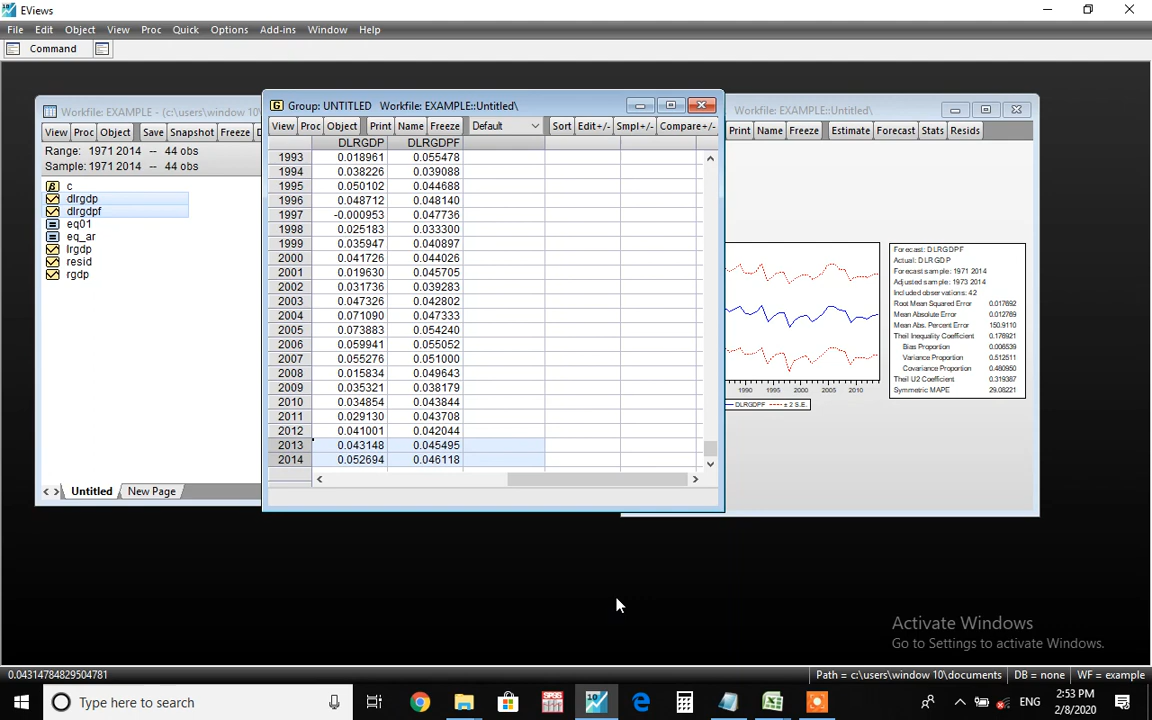 EViews
File Edit Object View Proc Quick Options Add-ins Window Help
Command
Workfile: EXAMPLE - (c:\users\window 10\
View Proc Object Save Snapshot Freeze
Range: 1971 2014 -- 44 obs
Sample: 1971 2014 -- 44 obs
c
dlrgdp
dlrgdpf
eq01
eq_ar
lrgdp
resid
rgdp
Untitled New Page
Group: UNTITLED Workfile: EXAMPLE::Untitled\
View Proc Object Print Name Freeze Default Sort Edit+/- Smpl+/- Compare+/-
DLRGDP DLRGDPF
1993 0.018961 0.055478
1994 0.038226 0.039088
1995 0.050102 0.044688
1996 0.048712 0.048140
1997 -0.000953 0.047736
1998 0.025183 0.033300
1999 0.035947 0.040897
2000 0.041726 0.044026
2001 0.019630 0.045705
2002 0.031736 0.039283
2003 0.047326 0.042802
2004 0.071090 0.047333
2005 0.073883 0.054240
2006 0.059941 0.055052
2007 0.055276 0.051000
2008 0.015834 0.049643
2009 0.035321 0.038179
2010 0.034854 0.043844
2011 0.029130 0.043708
2012 0.041001 0.042044
2013 0.043148 0.045495
2014 0.052694 0.046118
Workfile: EXAMPLE::Untitled\
Print Name Freeze Estimate Forecast Stats Resids
1990 1995 2000 2005 2010
DLRGDPF ± 2 S.E.
Forecast: DLRGDPF
Actual: DLRGDP
Forecast sample: 1971 2014
Adjusted sample: 1973 2014
Included observations: 42
Root Mean Squared Error 0.017692
Mean Absolute Error 0.012769
Mean Abs. Percent Error 150.9110
Theil Inequality Coefficient 0.176921
Bias Proportion 0.006539
Variance Proportion 0.512511
Covariance Proportion 0.480950
Theil U2 Coefficient 0.319387
Symmetric MAPE 29.08221
Activate Windows
Go to Settings to activate Windows.
0.04314784829504781 Path = c:\users\window 10\documents DB = none WF = example
Type here to search
ENG
2:53 PM
2/8/2020